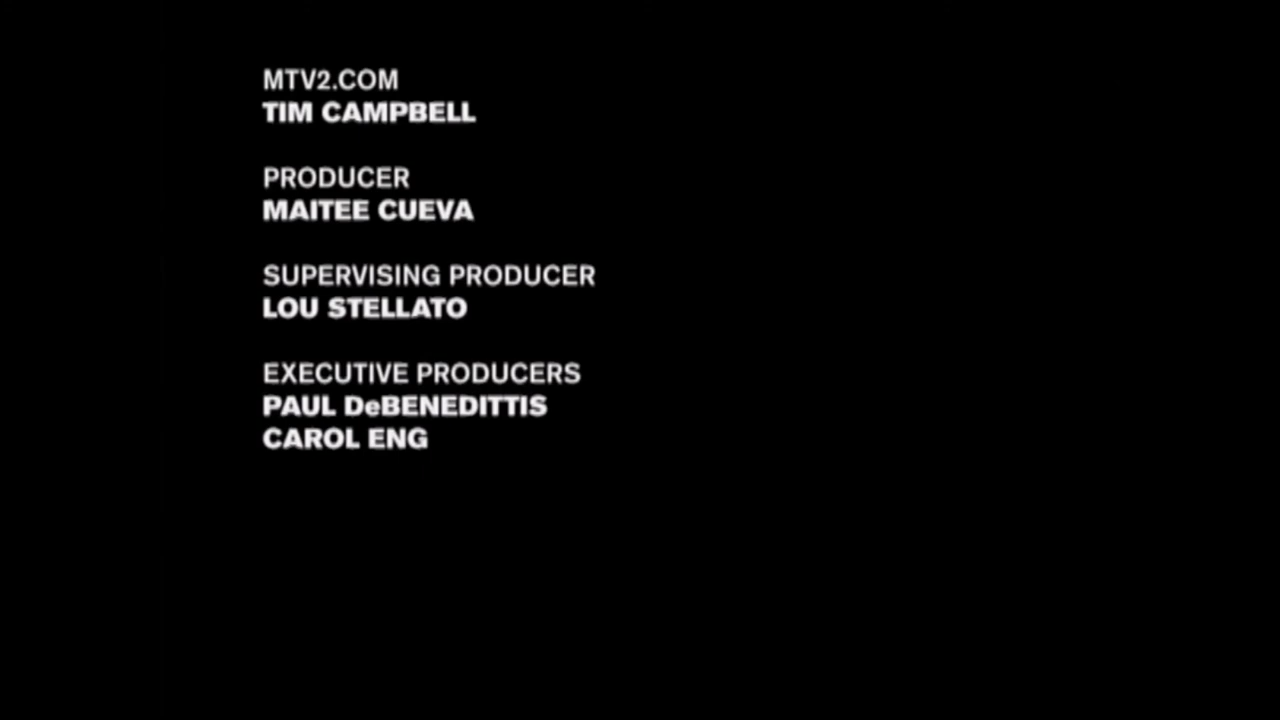 MTV2.COM
TIM CAMPBELL
PRODUCER
MAITEE CUEVA
SUPERVISING PRODUCER
LOU STELLATO
EXECUTIVE PRODUCERS
PAUL DeBENEDITTIS
CAROL ENG